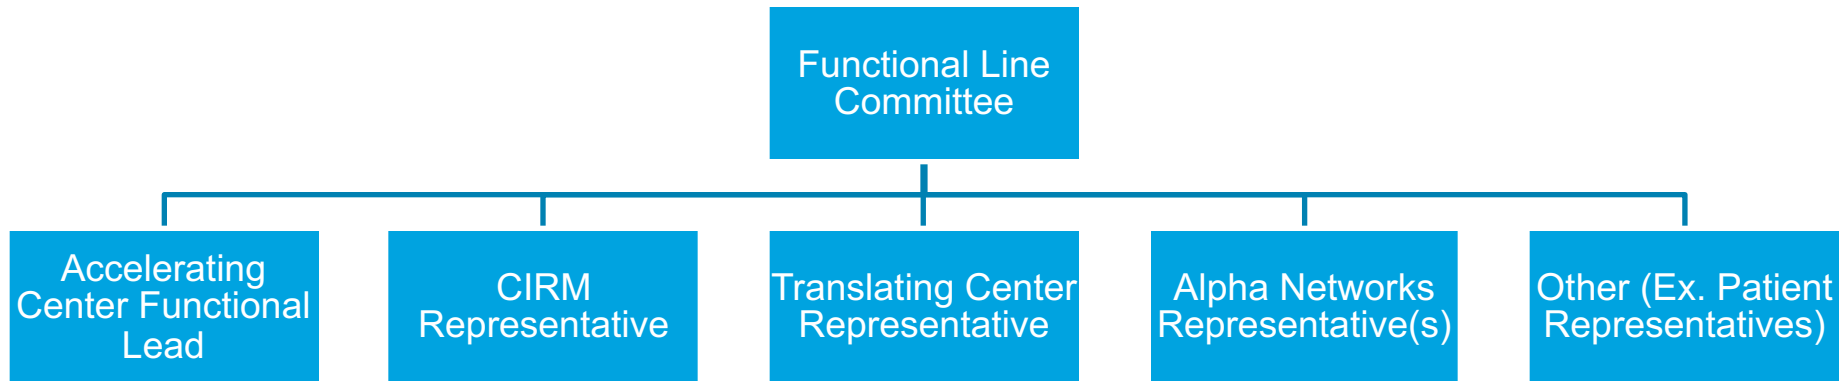 Functional Line
Committee
Accelerating
Center Functional
Lead
CIRM
Representative
Translating Center
Representative
Alpha Networks
Representative(s)
Other (Ex. Patient
Representatives)